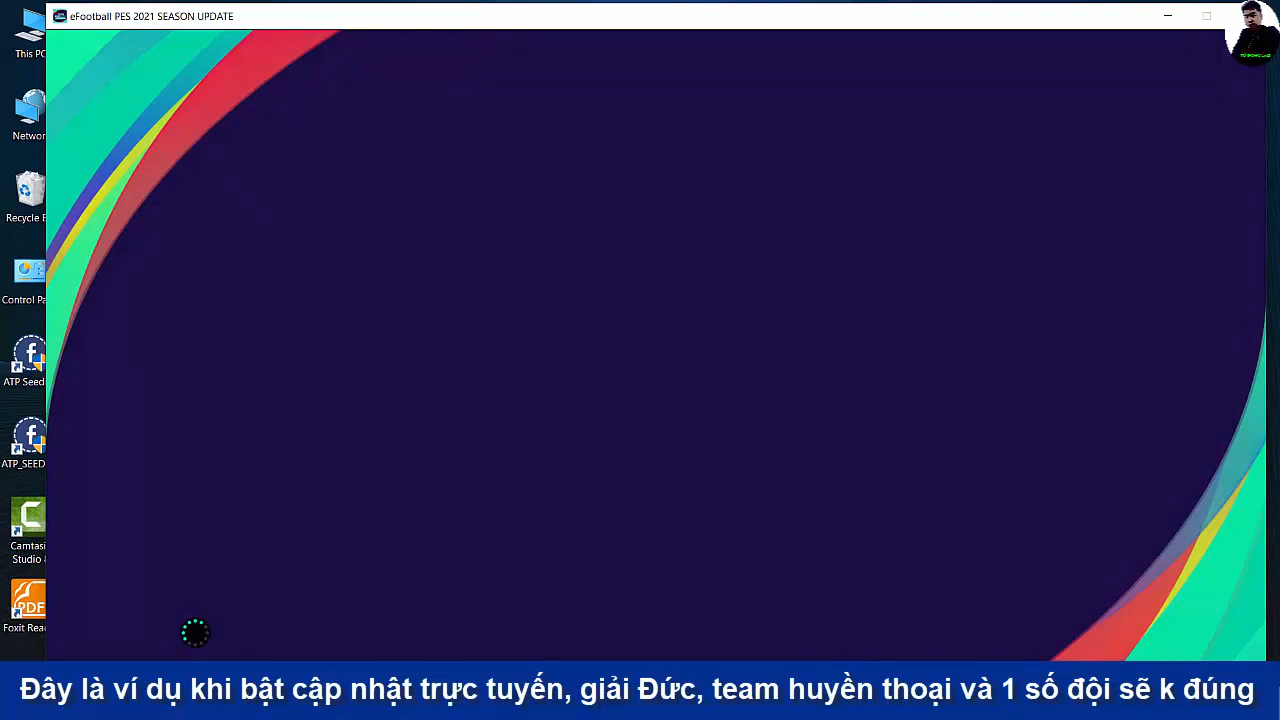 eFootball PES 2021 SEASON UPDATE
This PC
Network
Recycle B
Control Pa
ATP Seed
ATP_SEED
Camtasi
Studio 8
Foxit Rea
PDF
Đây là ví dụ khi bật cập nhật trực tuyến, giải Đức, team huyền thoại và 1 số đội sẽ k đúng